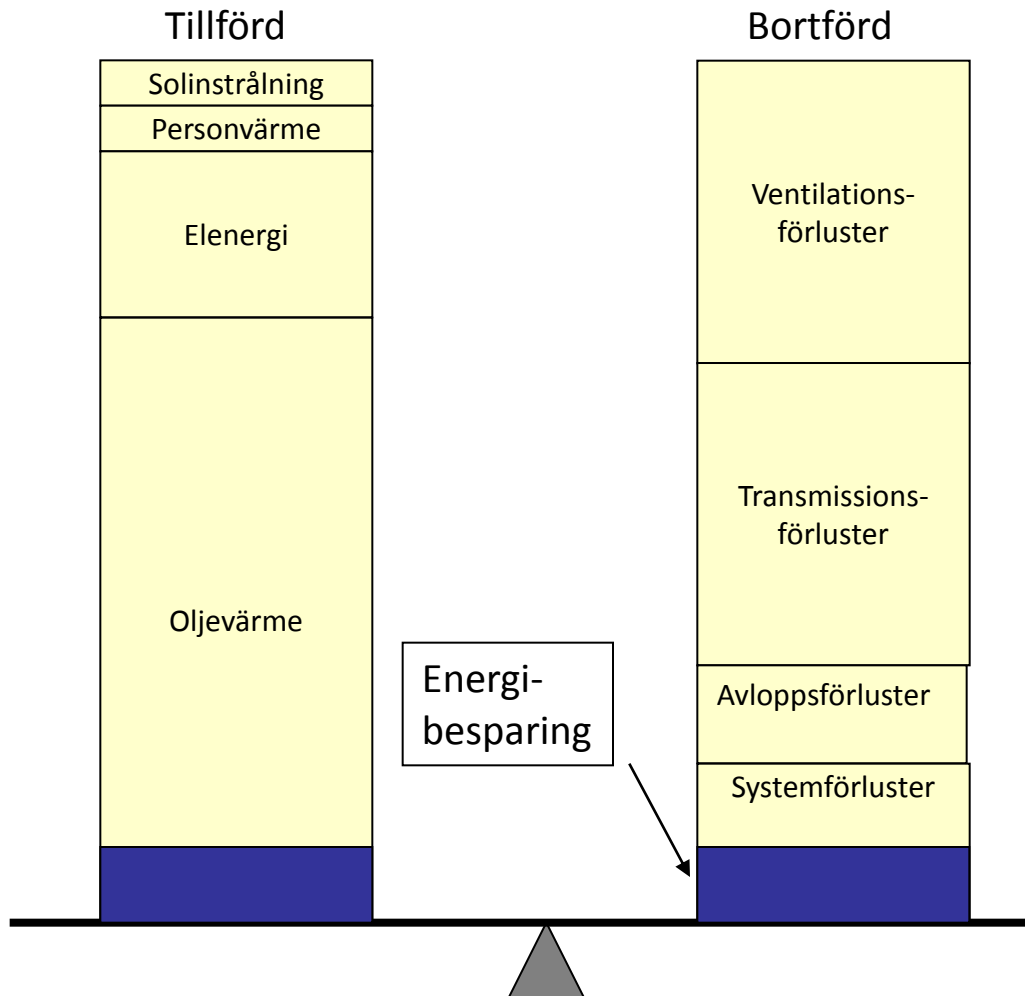 Tillförd
Solinstrålning
Personvärme
Elenergi
Oljevärme
Energi-
besparing
Bortförd
Ventilations-
förluster
Transmissions-
förluster
Avloppsförluster
Systemförluster